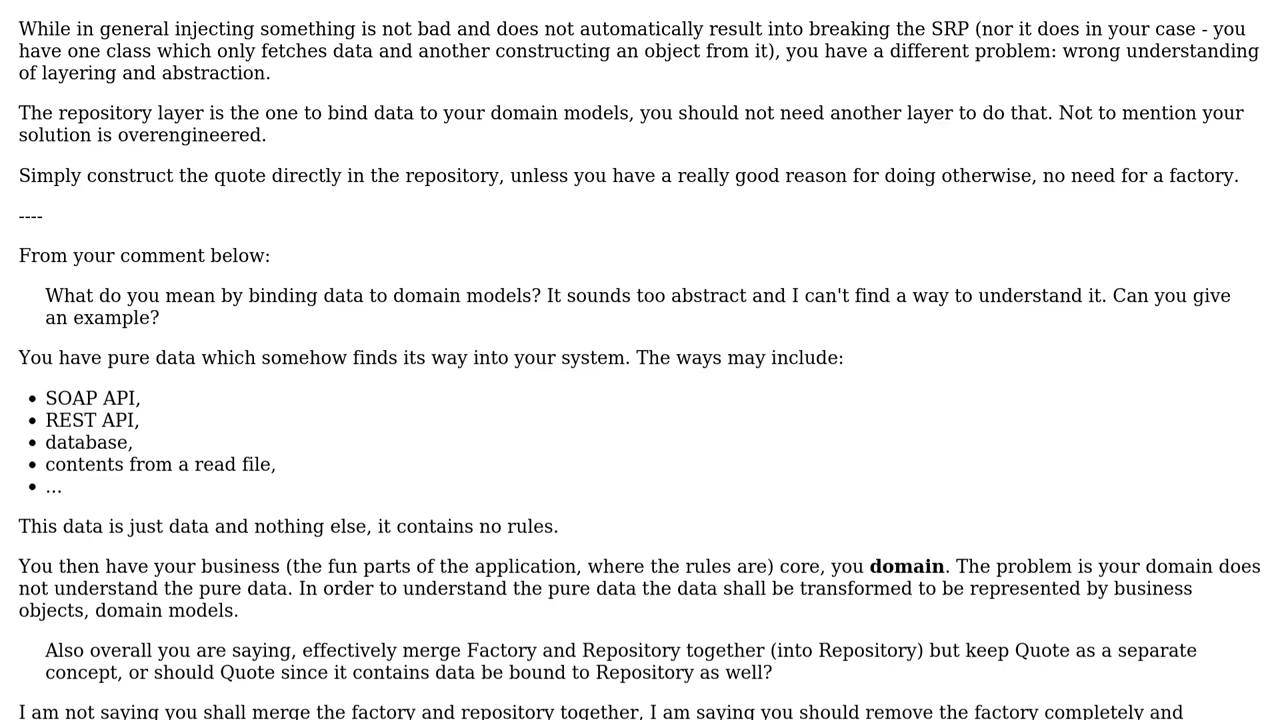 While in general injecting something is not bad and does not automatically result into breaking the SRP (nor it does in your case - you
have one class which only fetches data and another constructing an object from it), you have a different problem: wrong understanding
of layering and abstraction.
The repository layer is the one to bind data to your domain models, you should not need another layer to do that. Not to mention your
solution is overengineered.
Simply construct the quote directly in the repository, unless you have a really good reason for doing otherwise, no need for a factory.
----
From your comment below:
What do you mean by binding data to domain models? It sounds too abstract and I can't find a way to understand it. Can you give
an example?
You have pure data which somehow finds its way into your system. The ways may include:
• SOAP API,
• REST API,
• database,
• contents from a read file,
• ...
This data is just data and nothing else, it contains no rules.
You then have your business (the fun parts of the application, where the rules are) core, you domain. The problem is your domain does
not understand the pure data. In order to understand the pure data the data shall be transformed to be represented by business
objects, domain models.
Also overall you are saying, effectively merge Factory and Repository together (into Repository) but keep Quote as a separate
concept, or should Quote since it contains data be bound to Repository as well?
I am not saying you shall merge the factory and repository together, I am saying you should remove the factory completely and